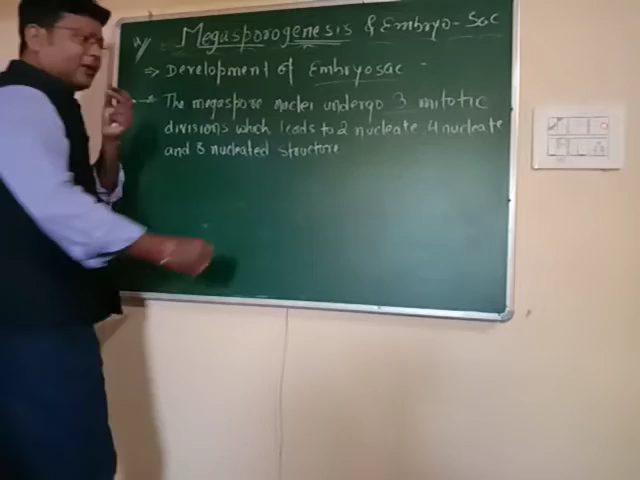 Megasporogenesis & Embryo-Sac
⇒ Development of Embryosac -
The megaspore nuclei undergo 3 mitotic
divisions which leads to 2 nucleate 4 nucleate
and 8 nucleated structure